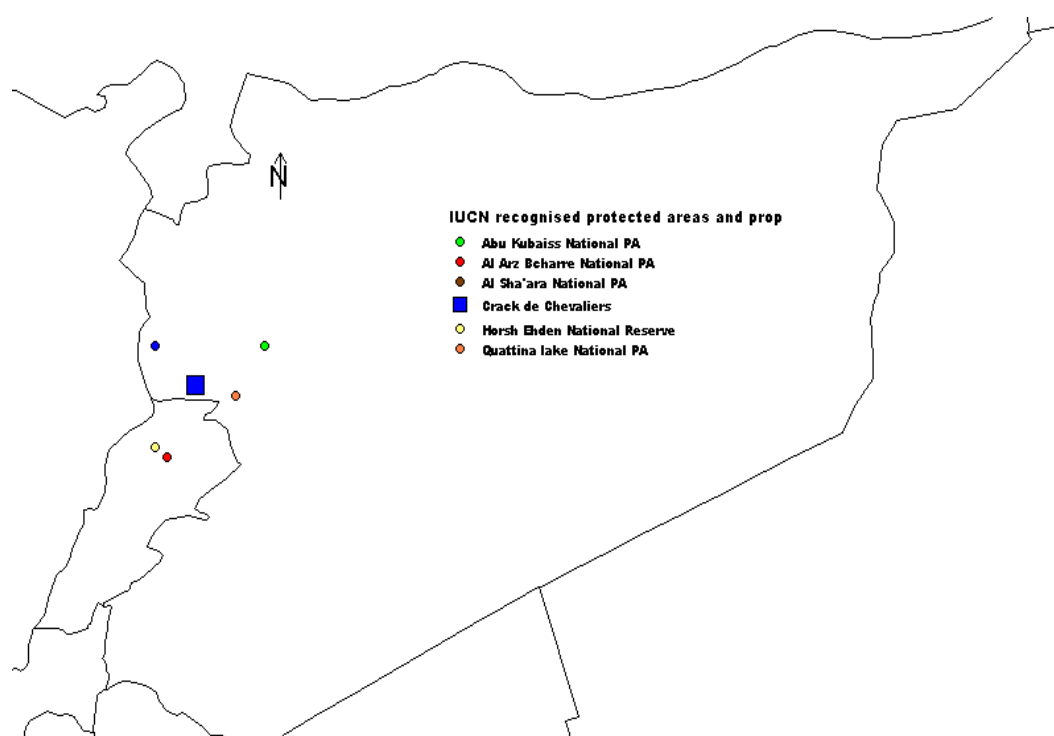 N
IUCN recognised protected areas and prop
Abu Kubaiss National PA
Al Arz Bcharre National PA
Al Sha'ara National PA
Crack de Chevaliers
Horsh Ehden National Reserve
Quattina lake National PA